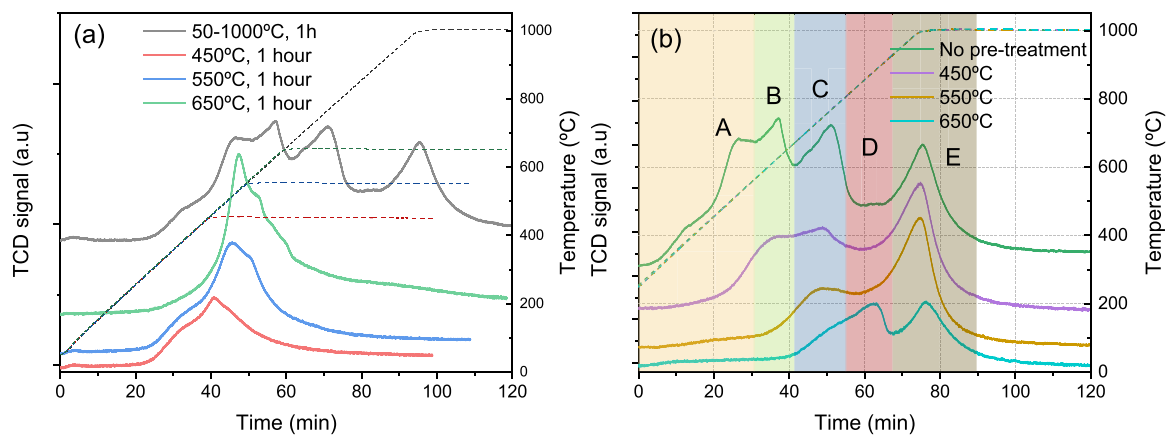 (a)
50-1000ºC, 1h
450ºC, 1 hour
550ºC, 1 hour
650ºC, 1 hour
TCD signal (a.u)
0
20
40
60
80
100
120
Time (min)
0
200
400
600
800
1000
Temperature (ºC)
(b)
No pre-treatment
450ºC
550ºC
650ºC
A
B
C
D
E
TCD signal (a.u)
0
20
40
60
80
100
120
Time (min)
0
200
400
600
800
1000
Temperature (ºC)